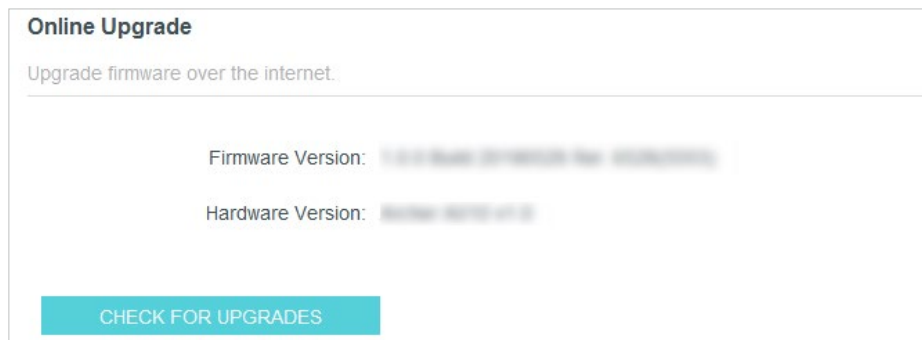 Online Upgrade
Upgrade firmware over the internet.
Firmware Version:
Hardware Version:
CHECK FOR UPGRADES